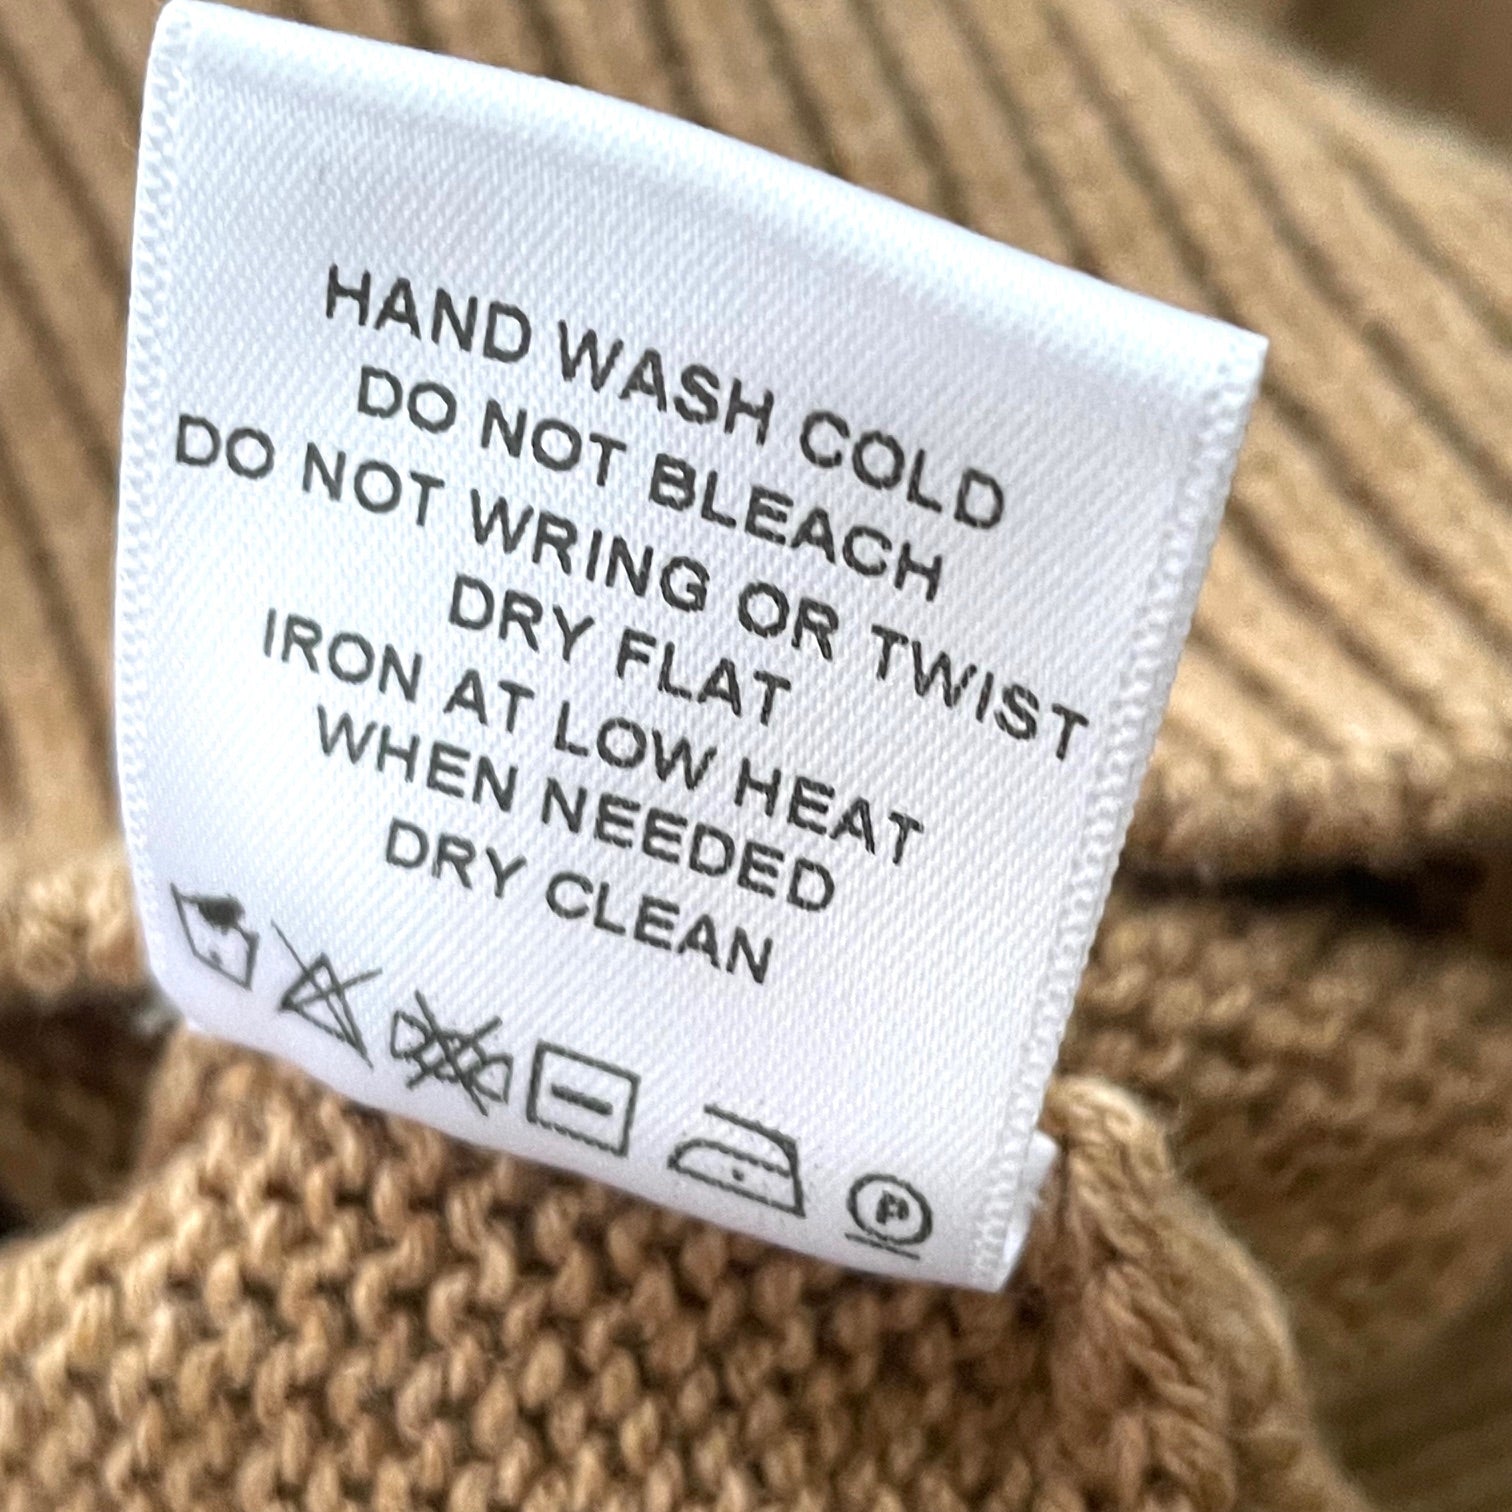 HAND WASH COLD
DO NOT BLEACH
DO NOT WRING OR TWIST
DRY FLAT
IRON AT LOW HEAT
WHEN NEEDED
DRY CLEAN
P